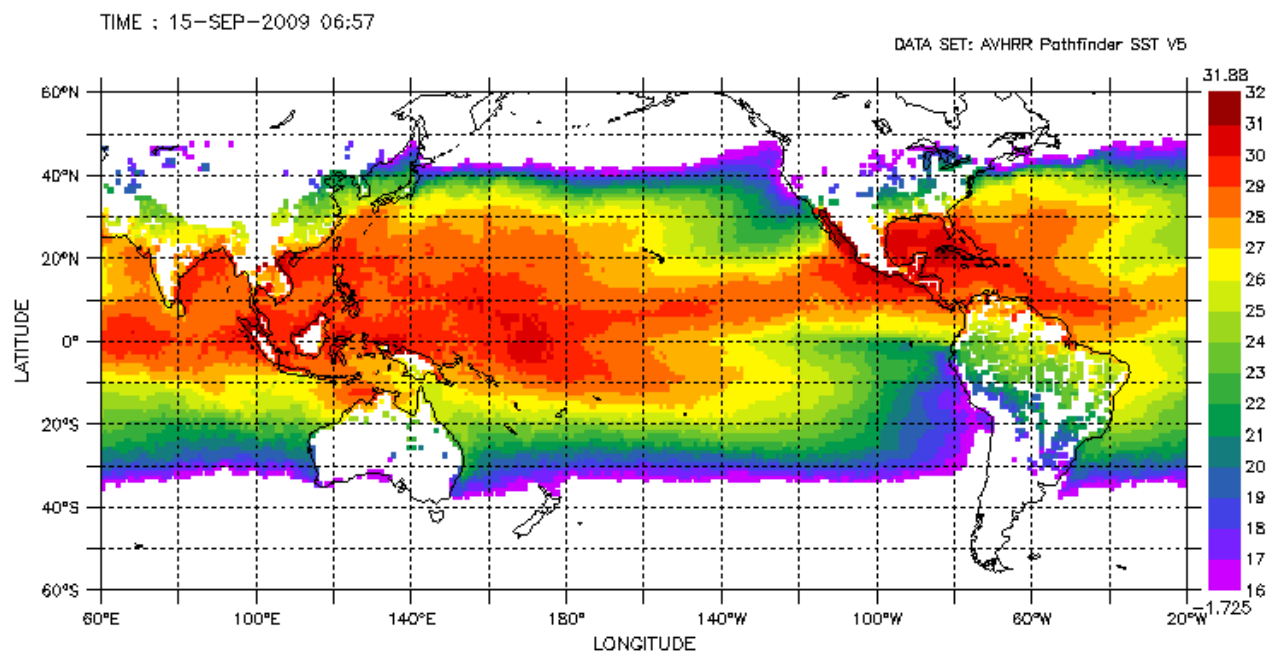 TIME : 15-SEP-2009 06:57
DATA SET: AVHRR Pathfinder SST V5
31.88
60°N
40°N
20°N
0°
20°S
40°S
60°S
LATITUDE
60°E
100°E
140°E
180°
140°W
100°W
60°W
20°W
LONGITUDE
32
31
30
29
28
27
26
25
24
23
22
21
20
19
18
17
16
-1.725